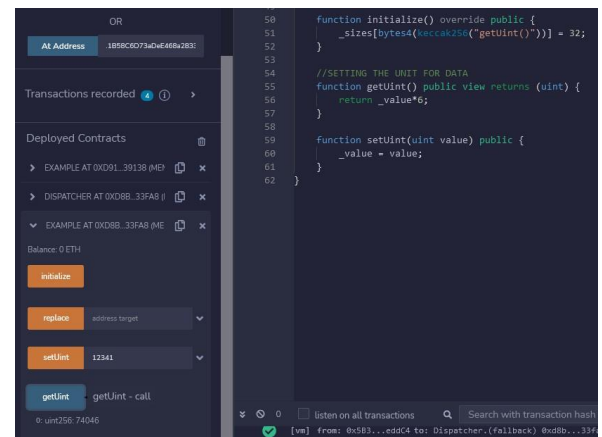 OR
At Address .1B58C6D73aDeE468a2833
Transactions recorded 4 i >
Deployed Contracts
> EXAMPLE AT 0XD91...39138 (MEM ×
> DISPATCHER AT 0XD8B...33FA8 ( ×
EXAMPLE AT 0XD8B...33FA8 (ME ×
Balance: 0 ETH
initialize
replace address target
setUint 12341
getUint getUint - call
0: uint256: 74046
50 function initialize() override public {
51 _sizes[bytes4(keccak256("getUint()"))] = 32;
52 }
53
54 //SETTING THE UNIT FOR DATA
55 function getUint() public view returns (uint) {
56 return _value*6;
57 }
58
59 function setUint(uint value) public {
60 _value = value;
61 }
62 }
0 listen on all transactions Search with transaction hash
[vm] from: 0x5B3...eddC4 to: Dispatcher.(fallback) 0xd8b...33fa